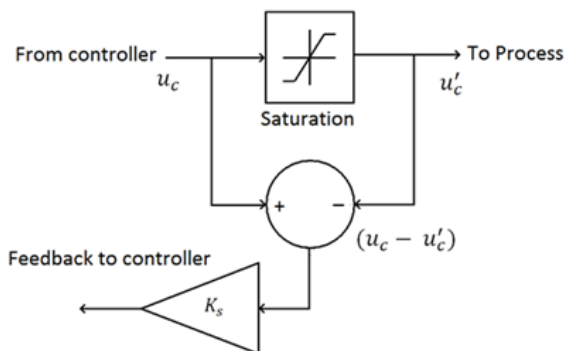 From controller
To Process
u_c
u'_c
Saturation
+
−
(u_c − u'_c)
Feedback to controller
K_s